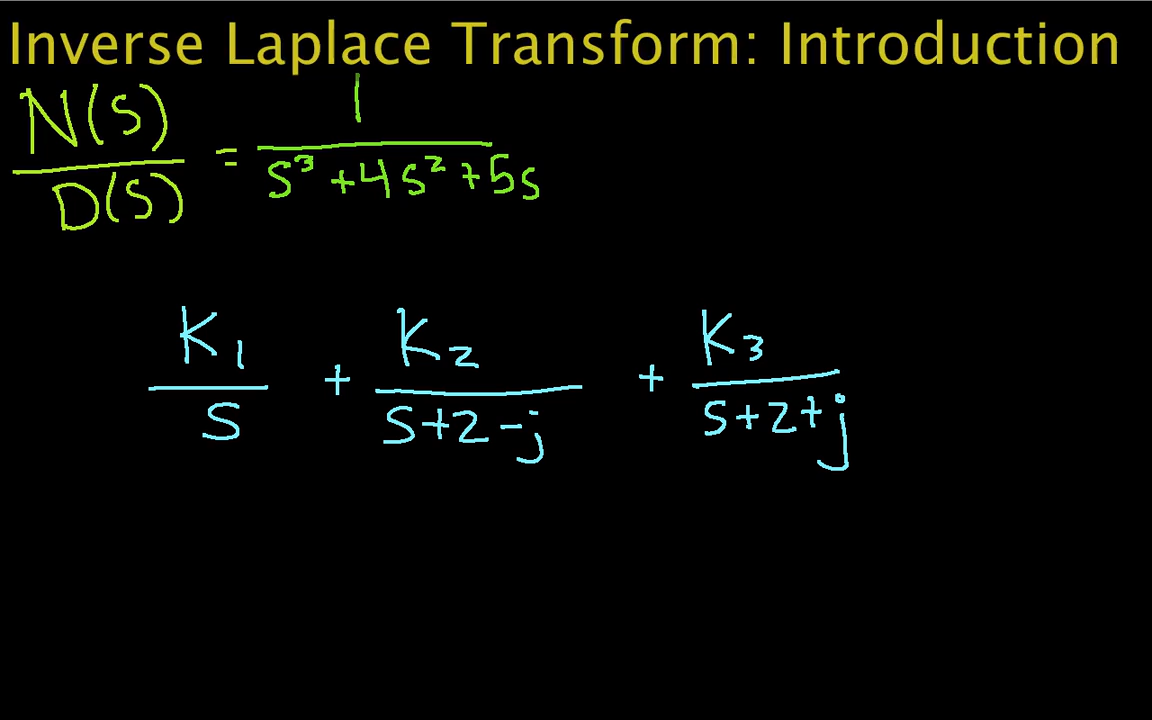 Inverse Laplace Transform: Introduction
N(s)/D(s) = 1/(s³+4s²+5s)
K₁/s + K₂/(s+2-j) + K₃/(s+2+j)